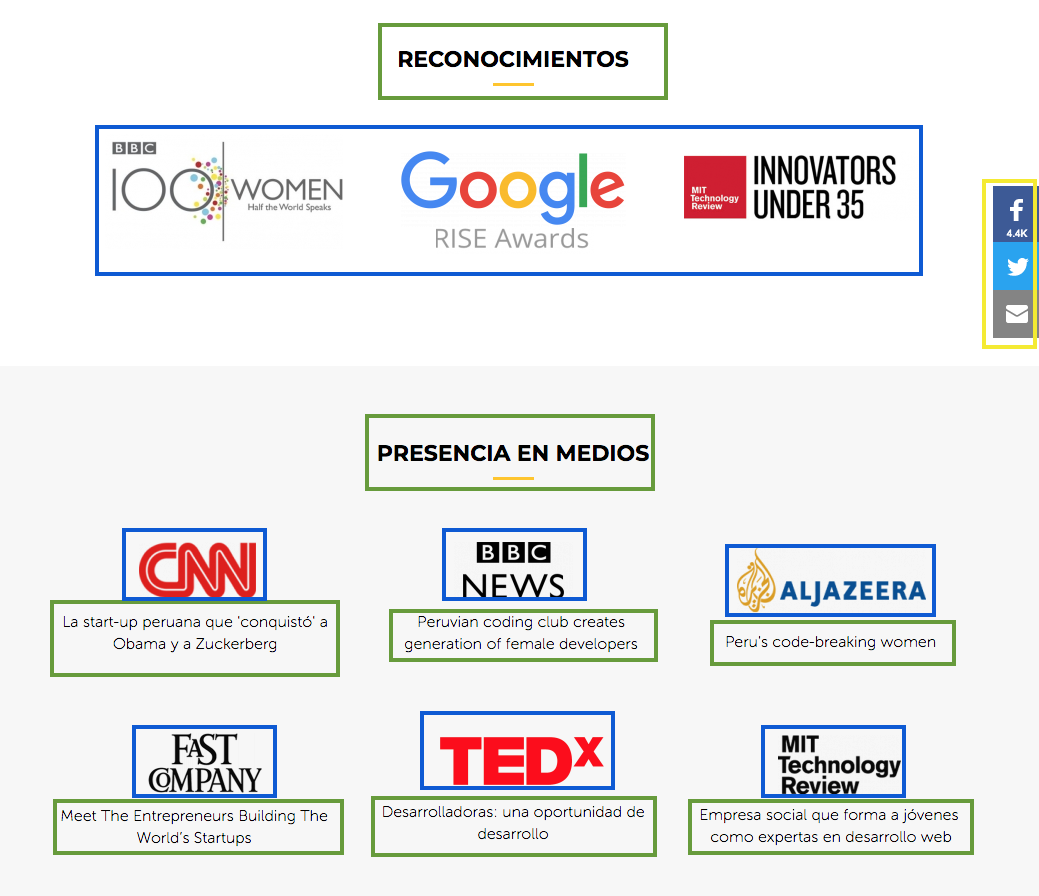 RECONOCIMIENTOS
BBC
100 WOMEN
Half the World Speaks
Google
RISE Awards
MIT
Technology
Review
INNOVATORS
UNDER 35
4.4K
PRESENCIA EN MEDIOS
CNN
La start-up peruana que 'conquistó' a
Obama y a Zuckerberg
BBC
NEWS
Peruvian coding club creates
generation of female developers
ALJAZEERA
Peru's code-breaking women
FAST
COMPANY
Meet The Entrepreneurs Building The
World's Startups
TEDx
Desarrolladoras: una oportunidad de
desarrollo
MIT
Technology
Review
Empresa social que forma a jóvenes
como expertas en desarrollo web